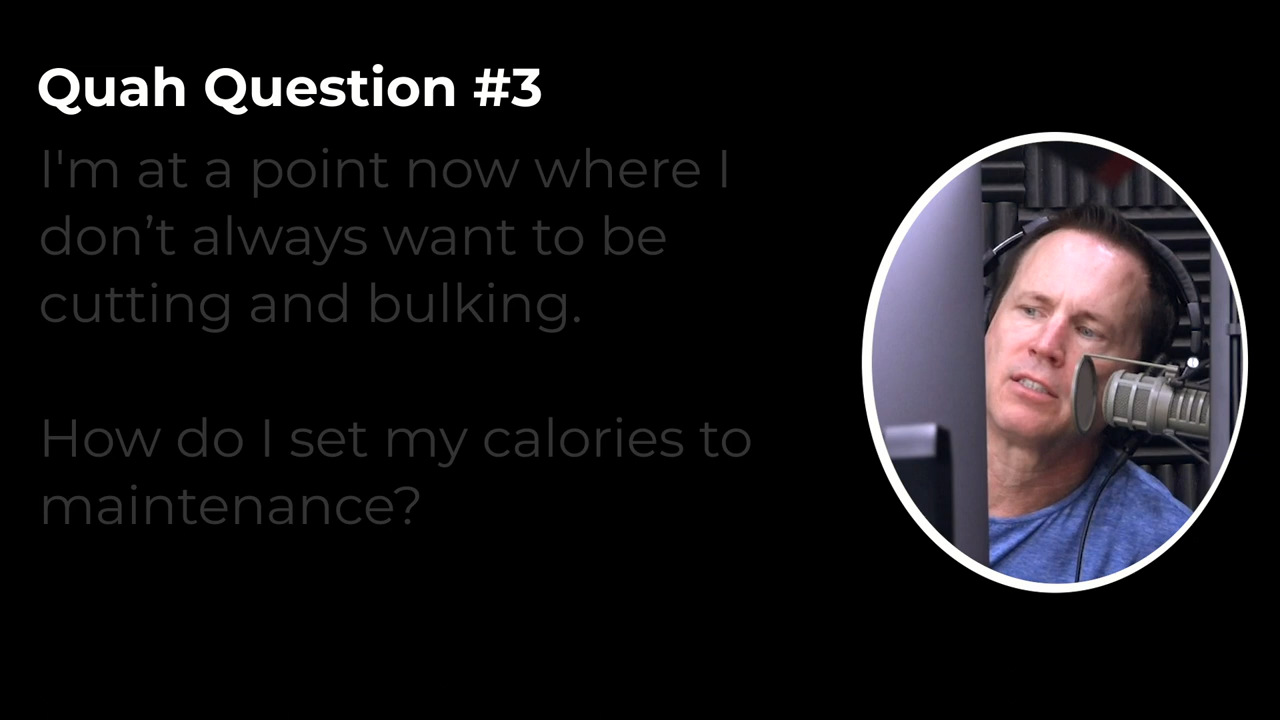 Quah Question #3
I'm at a point now where I
don’t always want to be
cutting and bulking.
How do I set my calories to
maintenance?